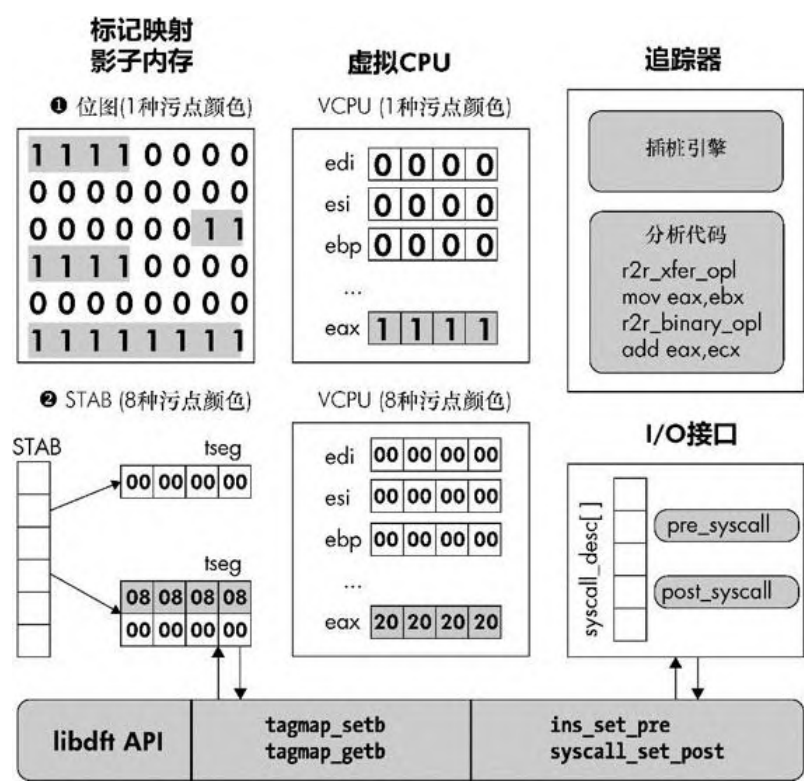 标记映射
影子内存
❶ 位图(1种污点颜色)
1 1 1 1 0 0 0 0
0 0 0 0 0 0 0 0
0 0 0 0 0 0 1 1
1 1 1 1 0 0 0 0
0 0 0 0 0 0 0 0
1 1 1 1 1 1 1 1
❷ STAB (8种污点颜色)
STAB
tseg
00 00 00 00
tseg
08 08 08 08
00 00 00 00
虚拟CPU
VCPU (1种污点颜色)
edi 0 0 0 0
esi 0 0 0 0
ebp 0 0 0 0
...
eax 1 1 1 1
VCPU (8种污点颜色)
edi 00 00 00 00
esi 00 00 00 00
ebp 00 00 00 00
...
eax 20 20 20 20
追踪器
插桩引擎
分析代码
r2r_xfer_opl
mov eax,ebx
r2r_binary_opl
add eax,ecx
I/O接口
syscall_desc[ ]
pre_syscall
post_syscall
libdft API
tagmap_setb
tagmap_getb
ins_set_pre
syscall_set_post